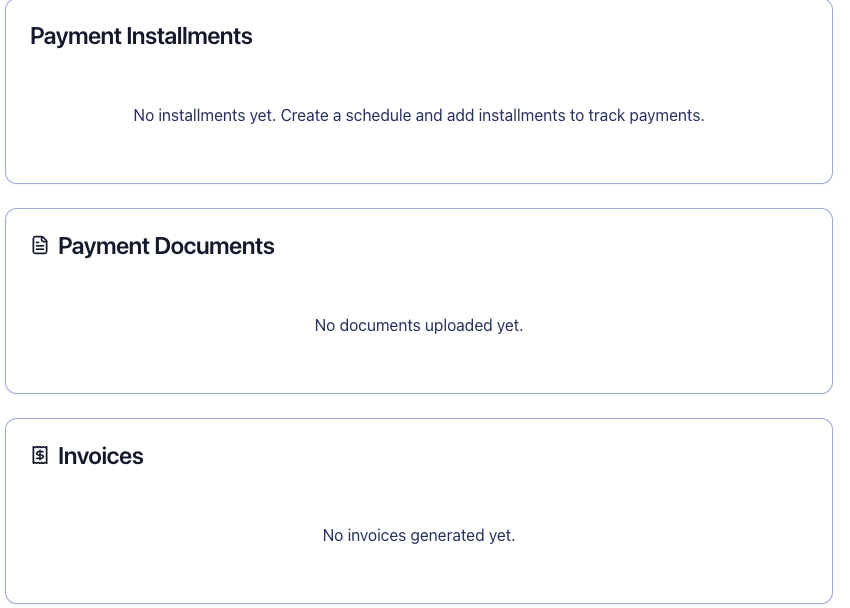 Payment Installments
No installments yet. Create a schedule and add installments to track payments.
Payment Documents
No documents uploaded yet.
Invoices
No invoices generated yet.